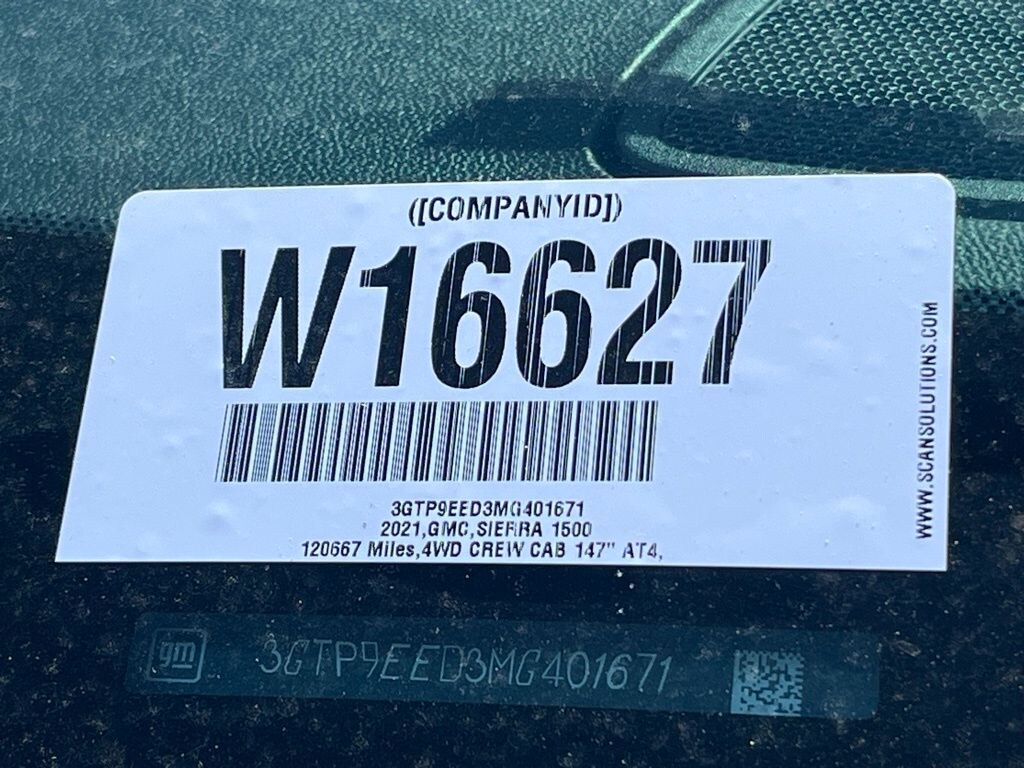 ([COMPANYID])
W16627
3GTP9EED3MG401671
2021,GMC,SIERRA 1500
120667 Miles,4WD CREW CAB 147" AT4,
WWW.SCANSOLUTIONS.COM
gm 3GTP9EED3MG401671